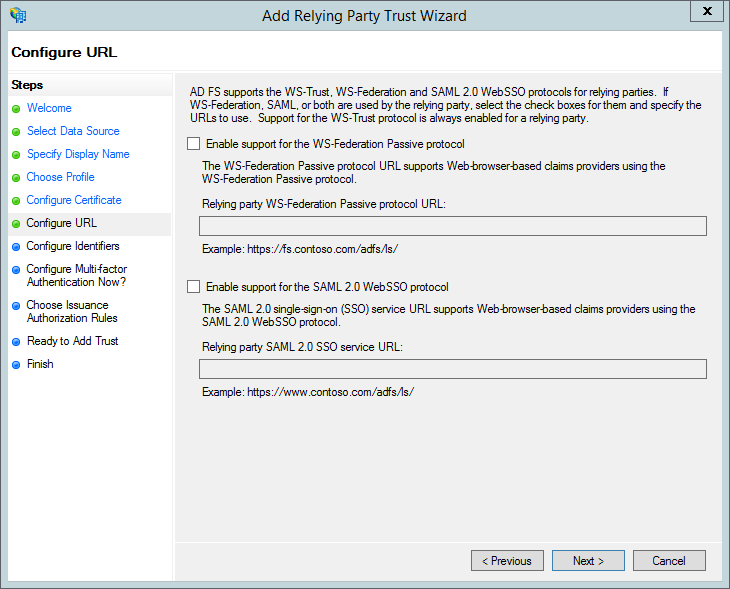 Add Relying Party Trust Wizard
X
Configure URL
Steps
Welcome
Select Data Source
Specify Display Name
Choose Profile
Configure Certificate
Configure URL
Configure Identifiers
Configure Multi-factor
Authentication Now?
Choose Issuance
Authorization Rules
Ready to Add Trust
Finish
AD FS supports the WS-Trust, WS-Federation and SAML 2.0 WebSSO protocols for relying parties. If
WS-Federation, SAML, or both are used by the relying party, select the check boxes for them and specify the
URLs to use. Support for the WS-Trust protocol is always enabled for a relying party.
Enable support for the WS-Federation Passive protocol
The WS-Federation Passive protocol URL supports Web-browser-based claims providers using the
WS-Federation Passive protocol.
Relying party WS-Federation Passive protocol URL:
Example: https://fs.contoso.com/adfs/ls/
Enable support for the SAML 2.0 WebSSO protocol
The SAML 2.0 single-sign-on (SSO) service URL supports Web-browser-based claims providers using the
SAML 2.0 WebSSO protocol.
Relying party SAML 2.0 SSO service URL:
Example: https://www.contoso.com/adfs/ls/
< Previous
Next >
Cancel